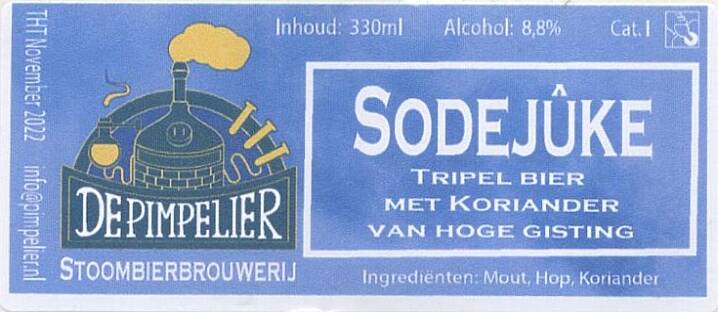 THT November 2022 info@pimpelier.nl
Inhoud: 330ml Alcohol: 8,8% Cat. I
DE PIMPELIER
STOOMBIERBROUWERIJ
SODEJÛKE
TRIPEL BIER
MET KORIANDER
VAN HOGE GISTING
Ingrediënten: Mout, Hop, Koriander